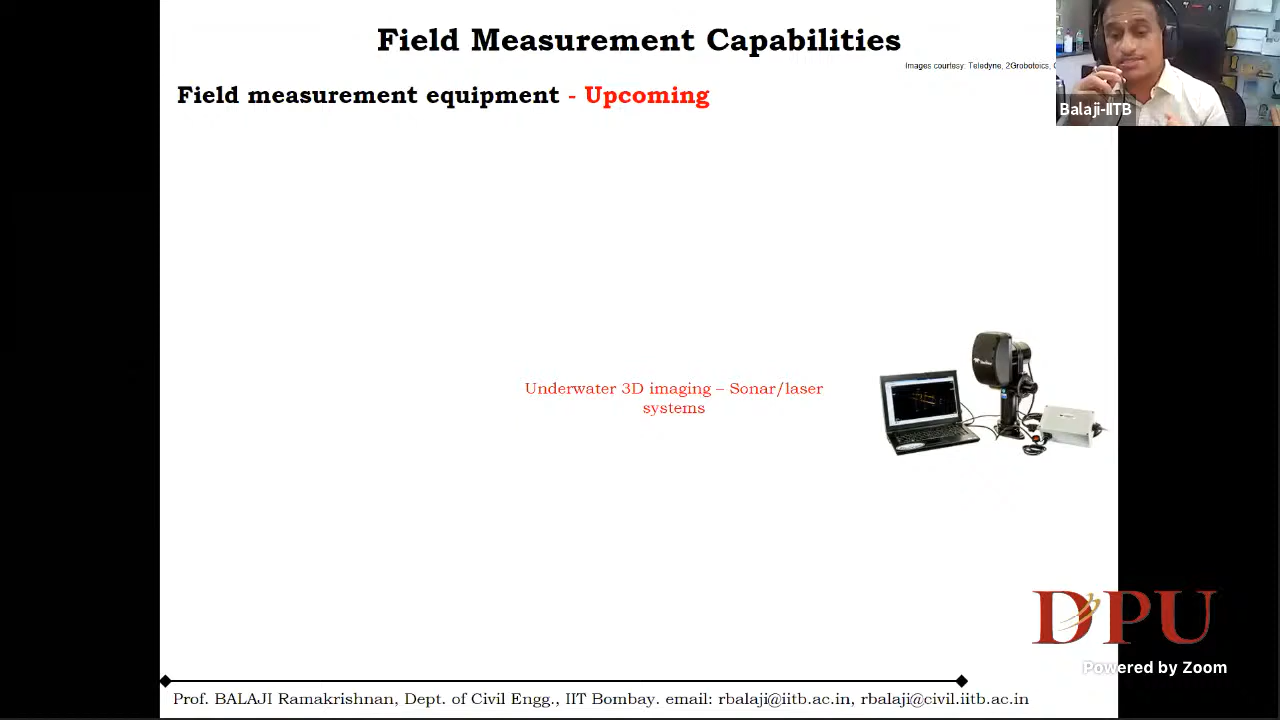 Field Measurement Capabilities
Images courtesy: Teledyne, 2Grobotoics,
Field measurement equipment - Upcoming
Balaji-IITB
Underwater 3D imaging – Sonar/laser
systems
DPU
Powered by Zoom
Prof. BALAJI Ramakrishnan, Dept. of Civil Engg., IIT Bombay. email: rbalaji@iitb.ac.in, rbalaji@civil.iitb.ac.in